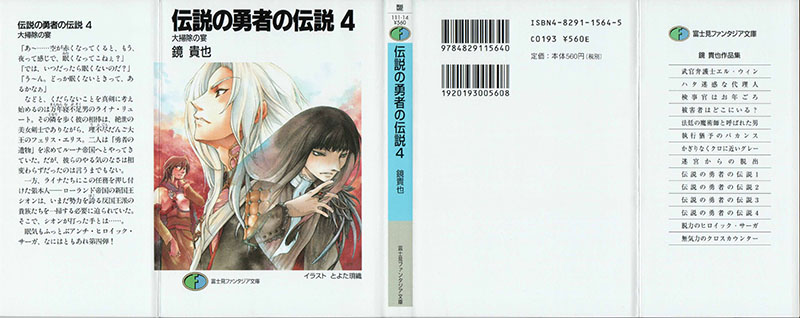 伝説の勇者の伝説 4
「あ〜……空が赤くなってくると、もう、
夜って感じで、眠くなってこねぇ?」
「では、いつだったら眠くないのだ?」
「う〜ん。どっか眠くないときって、あ
るかなぁ」
などと、くだらないことを真剣に考え
始めるのは万年寝不足男のライナ・リュ
ート。その勇を歩く彼の相棒は、絶世の
美女剣士でありながら、理不尽だんご大
王のフェリス・エリス。二人は『勇者の
遺物』を求めてルーナ帝国へとやってき
ていた。だが、彼らのやる気のなさは相
変わらずだったのは言うまでもない。
一方、ライナたちにこの任務を押し付
けた張本人――ローランド帝国の新国王
シオンは、いまだ勢力を誇る反国王派の
貴族たちを一掃する必要に迫られていた。
そこで、シオンが打った手とは――。
眠気もふっとぶアンチ・ヒロイック・
サーガ、なにはともあれ第四弾!
伝説の勇者の伝説 4
大掃除の宴
鏡 貴也
イラスト とよた瑣織
F
富士見ファンタジア文庫
111-14
¥560
伝説の勇者の伝説 4
鏡貴也
F
富士見ファンタジア文庫
9784829115640
1920193005608
ISBN4-8291-1564-5
C0193 ¥560E
定価:本体560円(税別)
F
富士見ファンタジア文庫
鏡 貴也作品集
武官弁護士エル・ウィン
ハタ迷惑な代理人
検事官はお年ごろ
被害者はどこにいる?
法廷の魔術師と呼ばれた男
執行猶予のバカンス
かぎりなくクロに近いグレー
迷宮からの脱出
伝説の勇者の伝説1
伝説の勇者の伝説2
伝説の勇者の伝説3
伝説の勇者の伝説4
脱力のヒロイック・サーガ
無気力のクロスカウンター